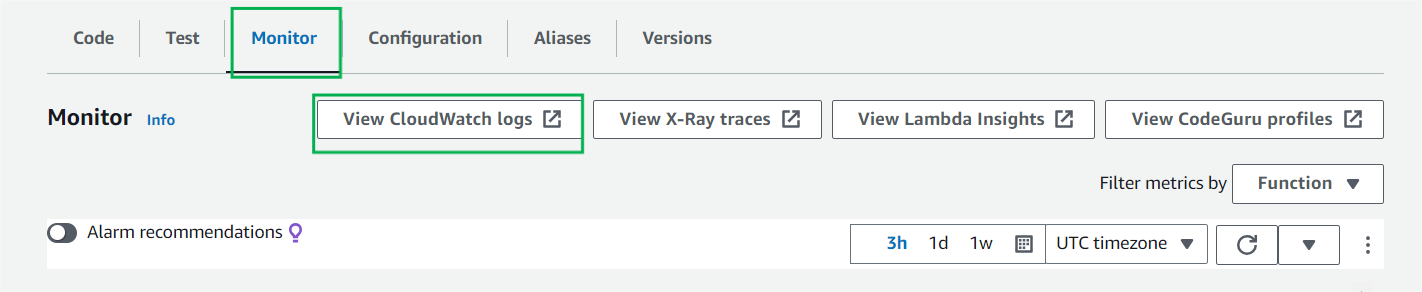 Code Test Monitor Configuration Aliases Versions
Monitor Info View CloudWatch logs View X-Ray traces View Lambda Insights View CodeGuru profiles
Filter metrics by Function
Alarm recommendations 3h 1d 1w UTC timezone